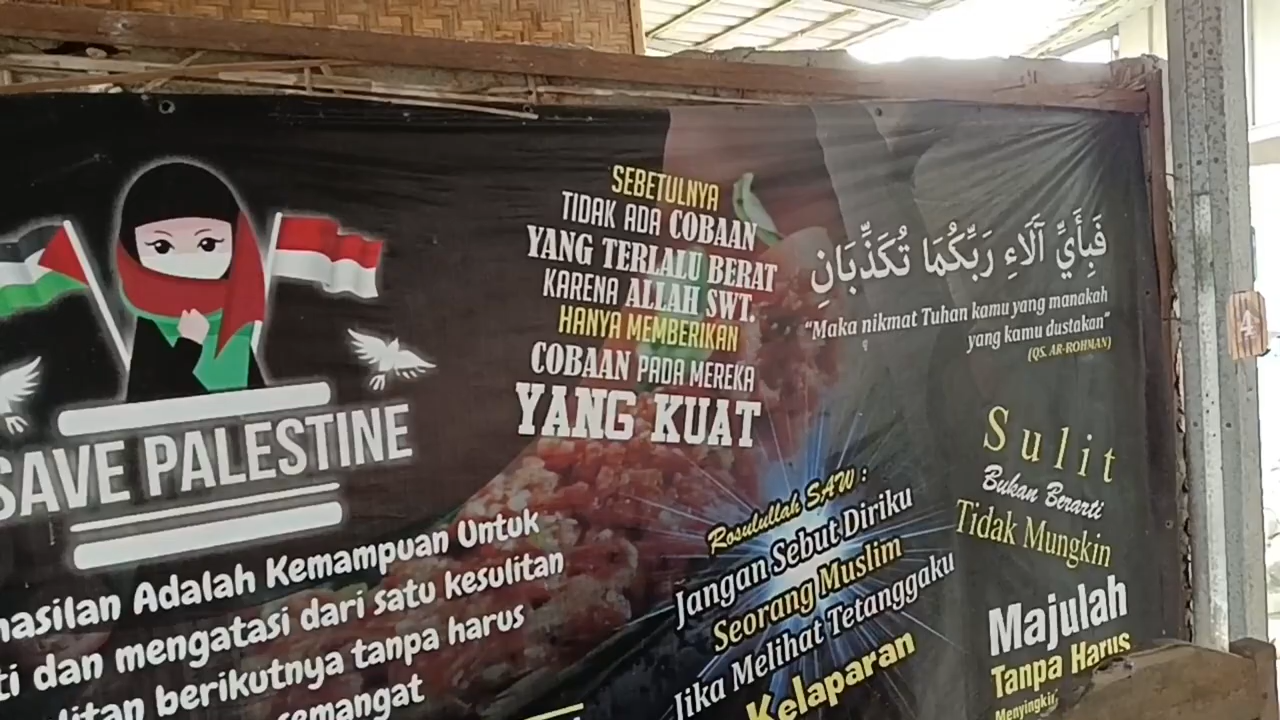 SAVE PALESTINE
Adalah Kemampuan Untuk
dan mengatasi dari satu kesulitan
berikutnya tanpa harus
semangat
SEBETULNYA
TIDAK ADA COBAAN
YANG TERLALU BERAT
KARENA ALLAH SWT.
HANYA MEMBERIKAN
COBAAN PADA MEREKA
YANG KUAT
فَبِأَيِّ آلَاءِ رَبِّكُمَا تُكَذِّبَانِ
“Maka nikmat Tuhan kamu yang manakah
yang kamu dustakan”
(QS. AR-ROHMAN)
Rosulullah SAW :
Jangan Sebut Diriku
Seorang Muslim
Jika Melihat Tetanggaku
Kelaparan
Sulit
Bukan Berarti
Tidak Mungkin
Majulah
Tanpa Harus
Menyingkir
4